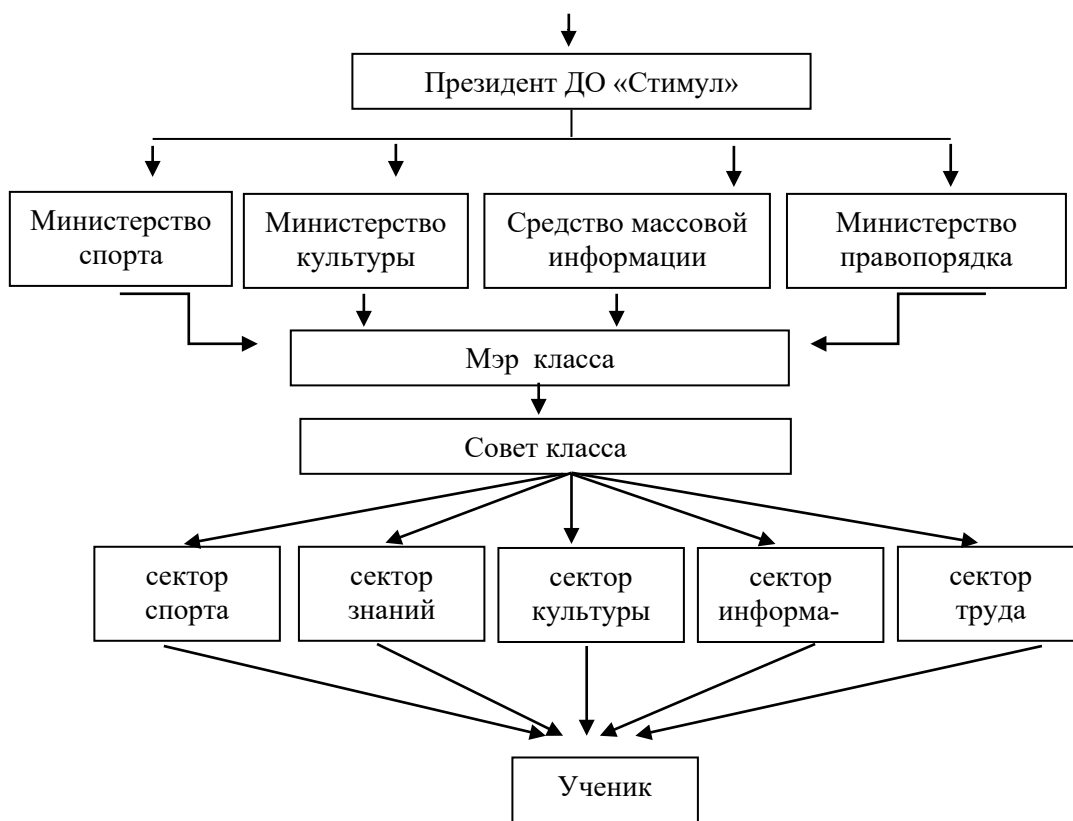 Президент ДО «Стимул»
Министерство
спорта
Министерство
культуры
Средство массовой
информации
Министерство
правопорядка
Мэр класса
Совет класса
сектор
спорта
сектор
знаний
сектор
культуры
сектор
информа-
сектор
труда
Ученик